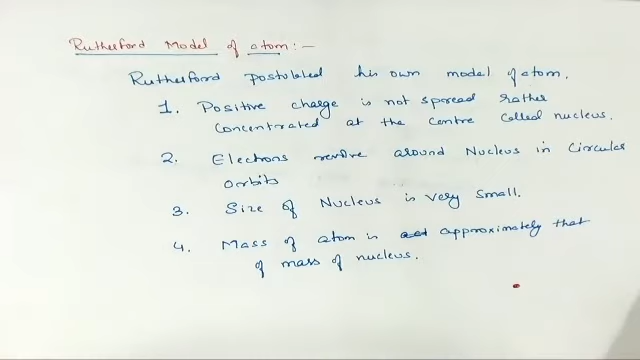 Rutherford Model of atom:-
Rutherford postulated his own model of atom.
1. Positive charge is not spread rather
concentrated at the centre called nucleus.
2. Electrons revolve around Nucleus in Circular
orbits
3. Size of Nucleus is very small.
4. Mass of atom is approximately that
of mass of nucleus.